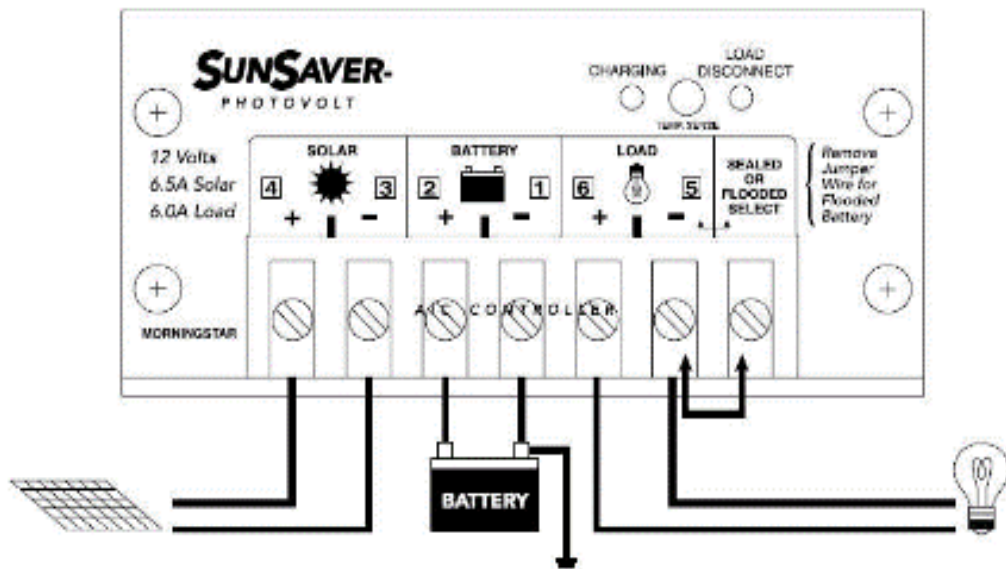 SUNSAVER-
PHOTOVOLT
CHARGING
LOAD
DISCONNECT
12 Volts
6.5A Solar
6.0A Load
SOLAR
4
3
+ -
BATTERY
2
1
+ -
LOAD
6
5
+ -
SEALED
OR
FLOODED
SELECT
Remove
Jumper
Wire for
Flooded
Battery
CONTROLLER
MORNINGSTAR
BATTERY